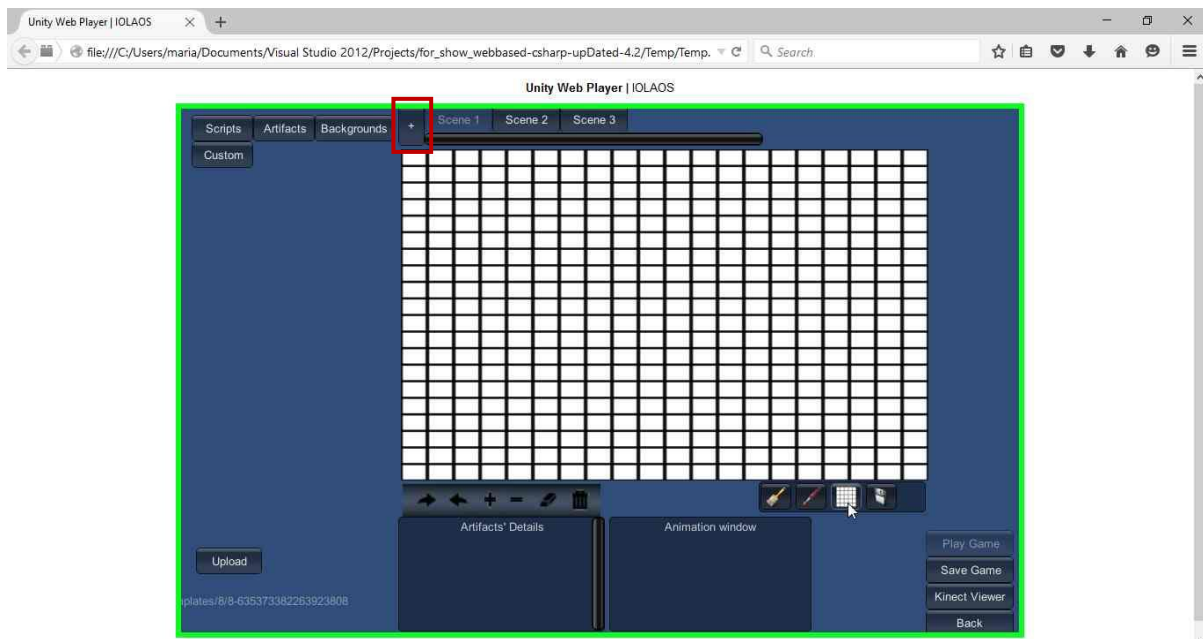 Unity Web Player | IOLAOS
file:///C:/Users/maria/Documents/Visual Studio 2012/Projects/for_show_webbased-csharp-upDated-4.2/Temp/Temp.
Search
Unity Web Player | IOLAOS
Scripts Artifacts Backgrounds + Scene 1 Scene 2 Scene 3
Custom
Artifacts' Details Animation window
Play Game
Upload
Save Game
Kinect Viewer
plates/8/8-635373382263923808
Back